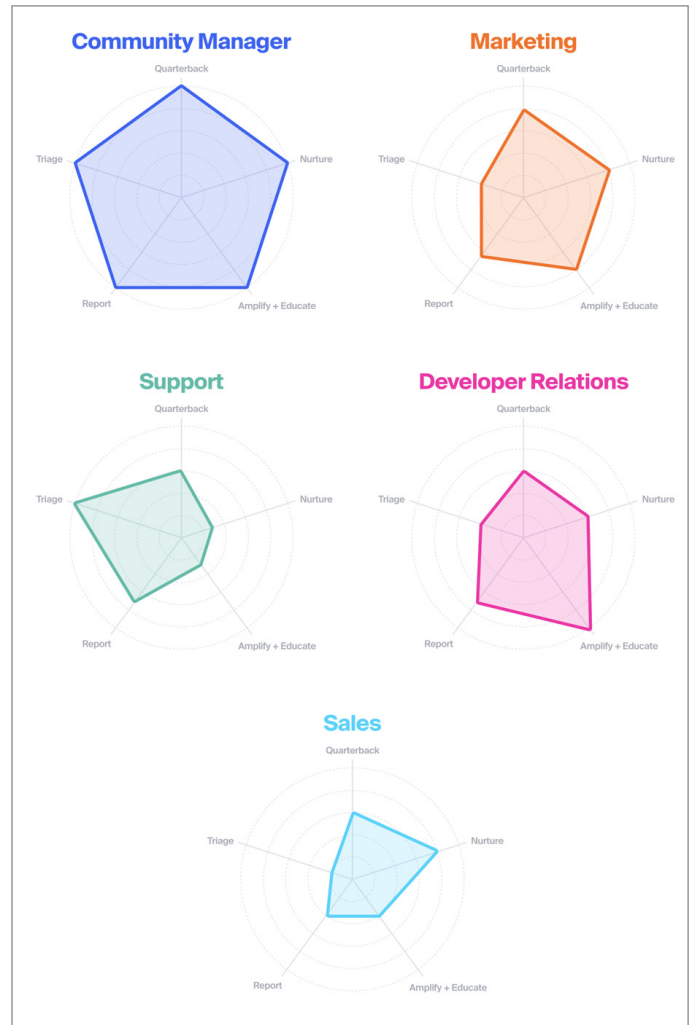 Community Manager
Quarterback
Triage
Nurture
Report
Amplify + Educate
Marketing
Quarterback
Triage
Nurture
Report
Amplify + Educate
Support
Quarterback
Triage
Nurture
Report
Amplify + Educate
Developer Relations
Quarterback
Triage
Nurture
Report
Amplify + Educate
Sales
Quarterback
Triage
Nurture
Report
Amplify + Educate